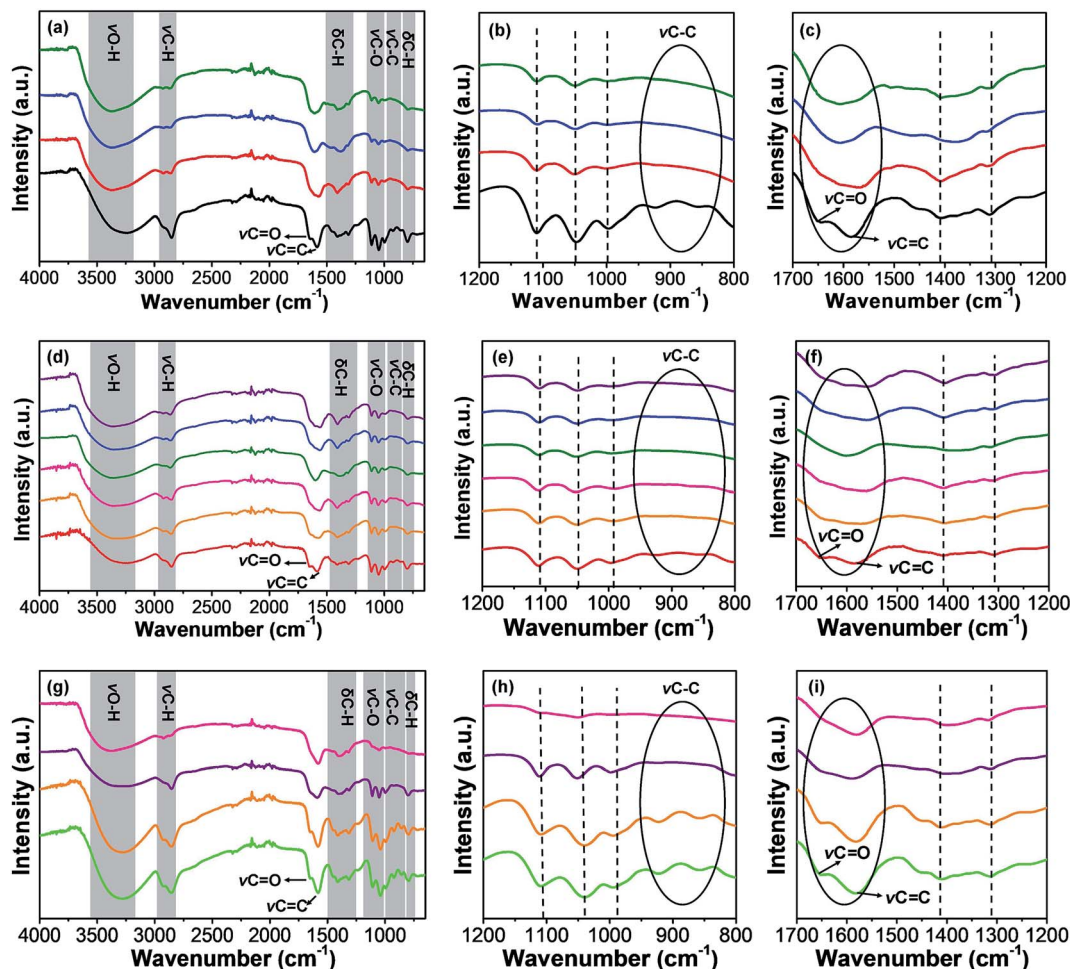 (a)
νO-H
νC-H
δC-H
νC-O
νC-C
δC-H
νC=O
νC=C
Intensity (a.u.)
4000 3500 3000 2500 2000 1500 1000
Wavenumber (cm⁻¹)
(b)
νC-C
Intensity (a.u.)
1200 1100 1000 900 800
Wavenumber (cm⁻¹)
(c)
νC=O
νC=C
Intensity (a.u.)
1700 1600 1500 1400 1300 1200
Wavenumber (cm⁻¹)
(d)
νO-H
νC-H
δC-H
νC-O
νC-C
δC-H
νC=O
νC=C
Intensity (a.u.)
4000 3500 3000 2500 2000 1500 1000
Wavenumber (cm⁻¹)
(e)
νC-C
Intensity (a.u.)
1200 1100 1000 900 800
Wavenumber (cm⁻¹)
(f)
νC=O
νC=C
Intensity (a.u.)
1700 1600 1500 1400 1300 1200
Wavenumber (cm⁻¹)
(g)
νO-H
νC-H
δC-H
νC-O
νC-C
δC-H
νC=O
νC=C
Intensity (a.u.)
4000 3500 3000 2500 2000 1500 1000
Wavenumber (cm⁻¹)
(h)
νC-C
Intensity (a.u.)
1200 1100 1000 900 800
Wavenumber (cm⁻¹)
(i)
νC=O
νC=C
Intensity (a.u.)
1700 1600 1500 1400 1300 1200
Wavenumber (cm⁻¹)